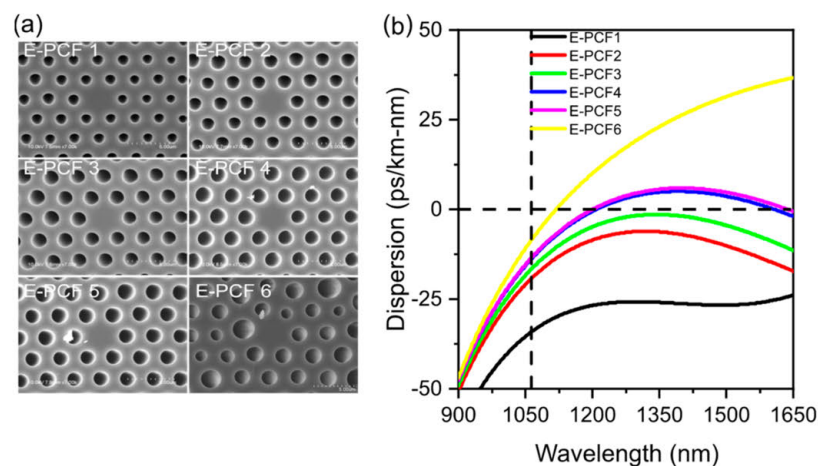 (a)
E-PCF 1
E-PCF 2
E-PCF 3
E-PCF 4
E-PCF 5
E-PCF 6
(b)
50
25
0
-25
-50
Dispersion (ps/km-nm)
E-PCF1
E-PCF2
E-PCF3
E-PCF4
E-PCF5
E-PCF6
900
1050
1200
1350
1500
1650
Wavelength (nm)